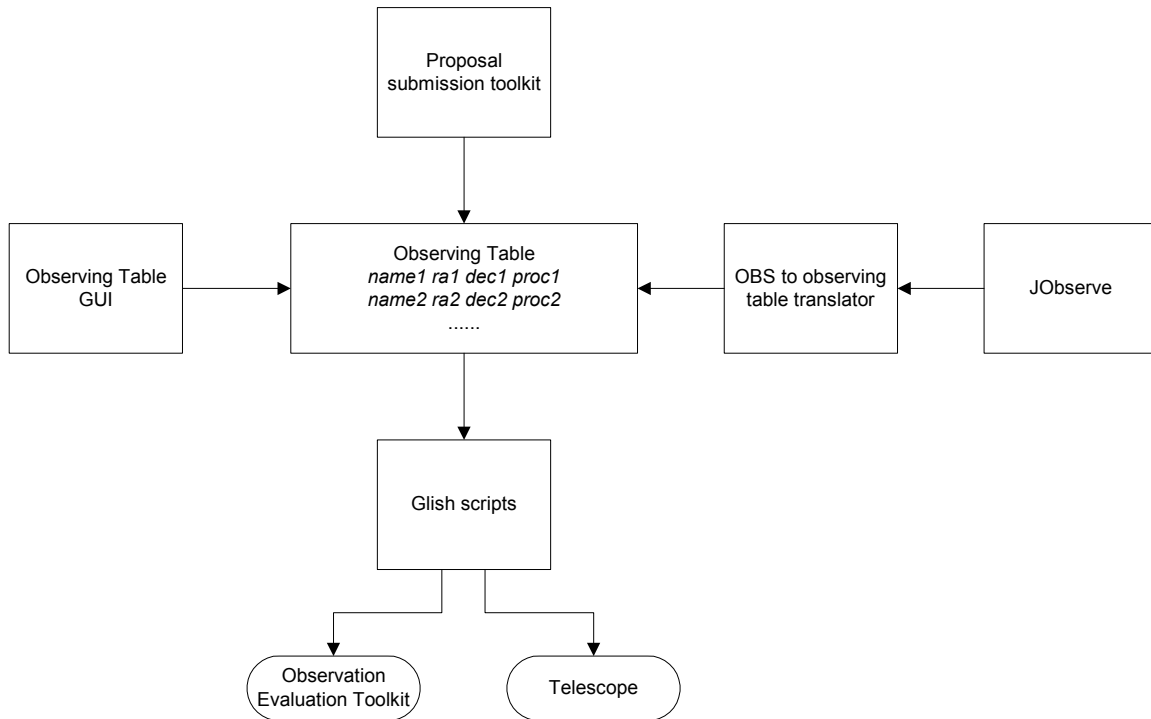 Proposal
submission toolkit
Observing Table
GUI
Observing Table
name1 ra1 dec1 proc1
name2 ra2 dec2 proc2
......
OBS to observing
table translator
JObserve
Glish scripts
Observation
Evaluation Toolkit
Telescope